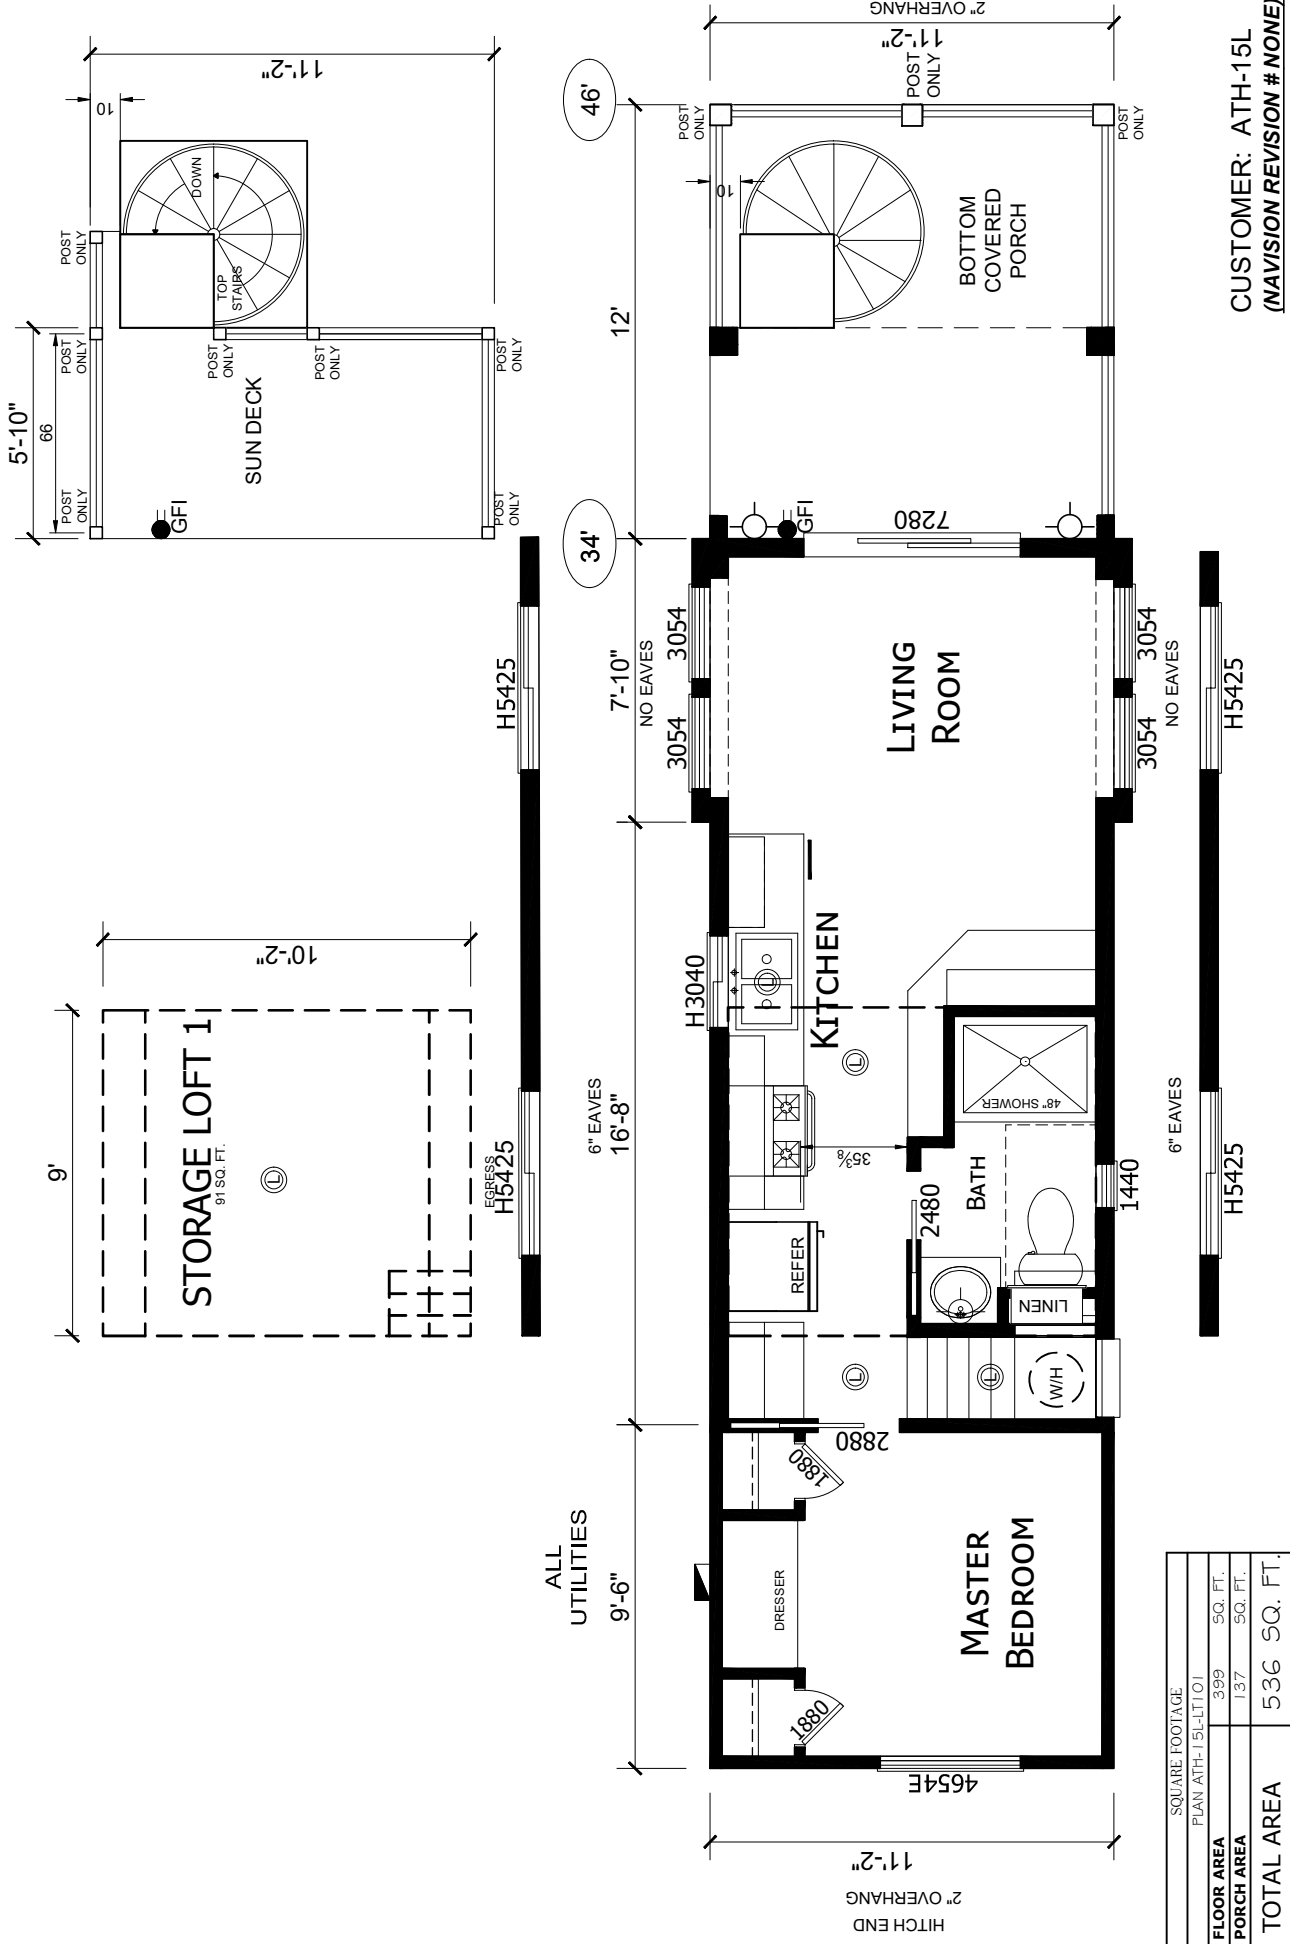 5'-10"
66
11'-2"
10
POST
ONLY
POST
ONLY
POST
ONLY
POST
ONLY
POST
ONLY
POST
ONLY
POST
ONLY
GFI
SUN DECK
DOWN
TOP
STAIRS
9'
10'-2"
STORAGE LOFT 1
91 SQ. FT.
L
EGRESS
H5425
H5425
ALL
UTILITIES
9'-6"
6" EAVES
16'-8"
7'-10"
NO EAVES
34'
12'
46'
HITCH END
2" OVERHANG
11'-2"
4654E
1880
DRESSER
1880
MASTER
BEDROOM
2880
L
L
W/H
REFER
LINEN
2480
BATH
1440
48" SHOWER
35⅜
L
KITCHEN
H3040
L
3054
3054
LIVING
ROOM
3054
3054
NO EAVES
7280
GFI
10
BOTTOM
COVERED
PORCH
POST
ONLY
POST
ONLY
POST
ONLY
11'-2"
2" OVERHANG
6" EAVES
H5425
H5425
SQUARE FOOTAGE
PLAN ATH-15L-LT101
FLOOR AREA 399 SQ. FT.
PORCH AREA 137 SQ. FT.
TOTAL AREA 536 SQ. FT.
CUSTOMER: ATH-15L
(NAVISION REVISION # NONE)